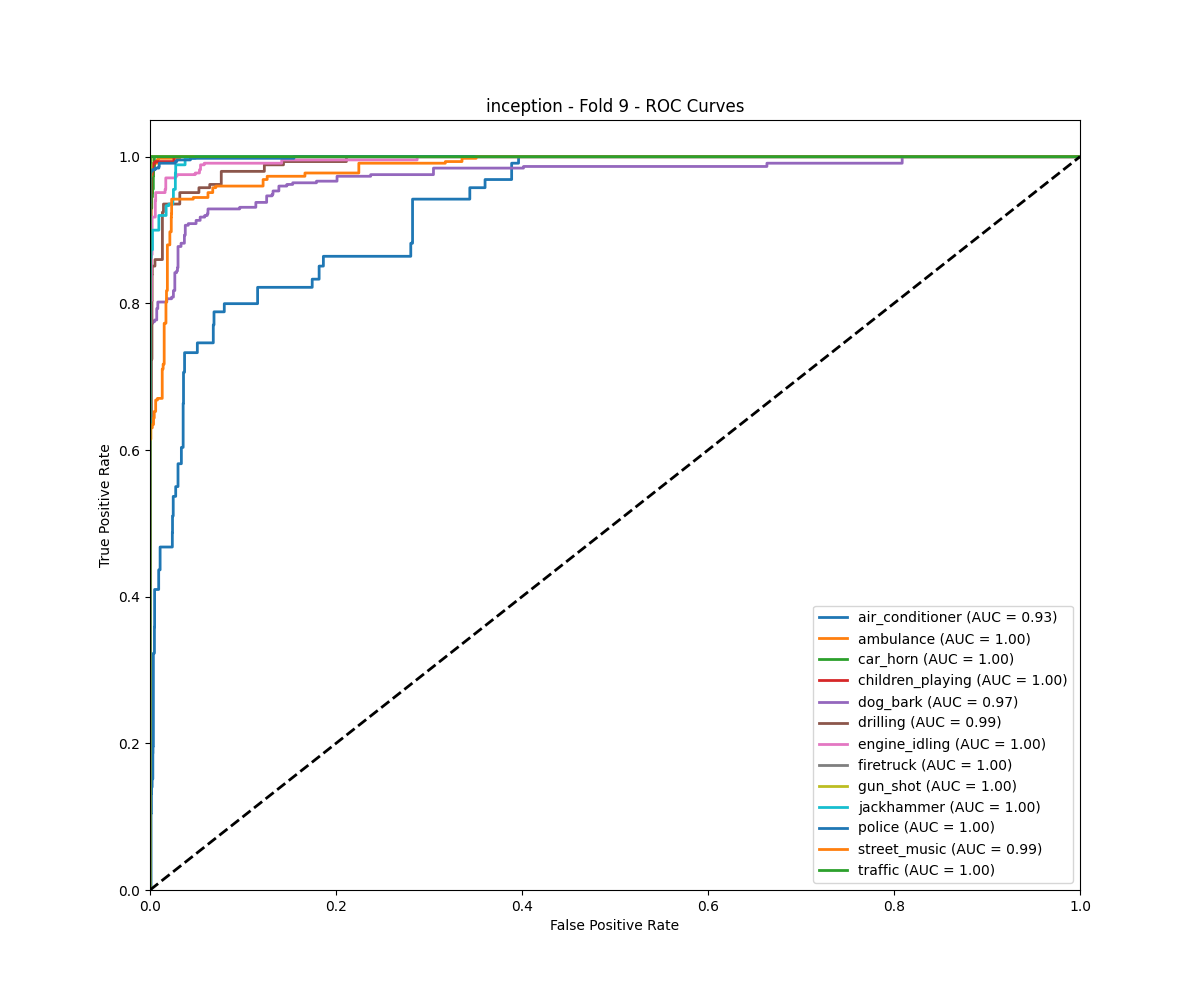 inception - Fold 9 - ROC Curves
1.0
0.8
0.6
0.4
0.2
0.0
True Positive Rate
0.0 0.2 0.4 0.6 0.8 1.0
False Positive Rate
air_conditioner (AUC = 0.93)
ambulance (AUC = 1.00)
car_horn (AUC = 1.00)
children_playing (AUC = 1.00)
dog_bark (AUC = 0.97)
drilling (AUC = 0.99)
engine_idling (AUC = 1.00)
firetruck (AUC = 1.00)
gun_shot (AUC = 1.00)
jackhammer (AUC = 1.00)
police (AUC = 1.00)
street_music (AUC = 0.99)
traffic (AUC = 1.00)